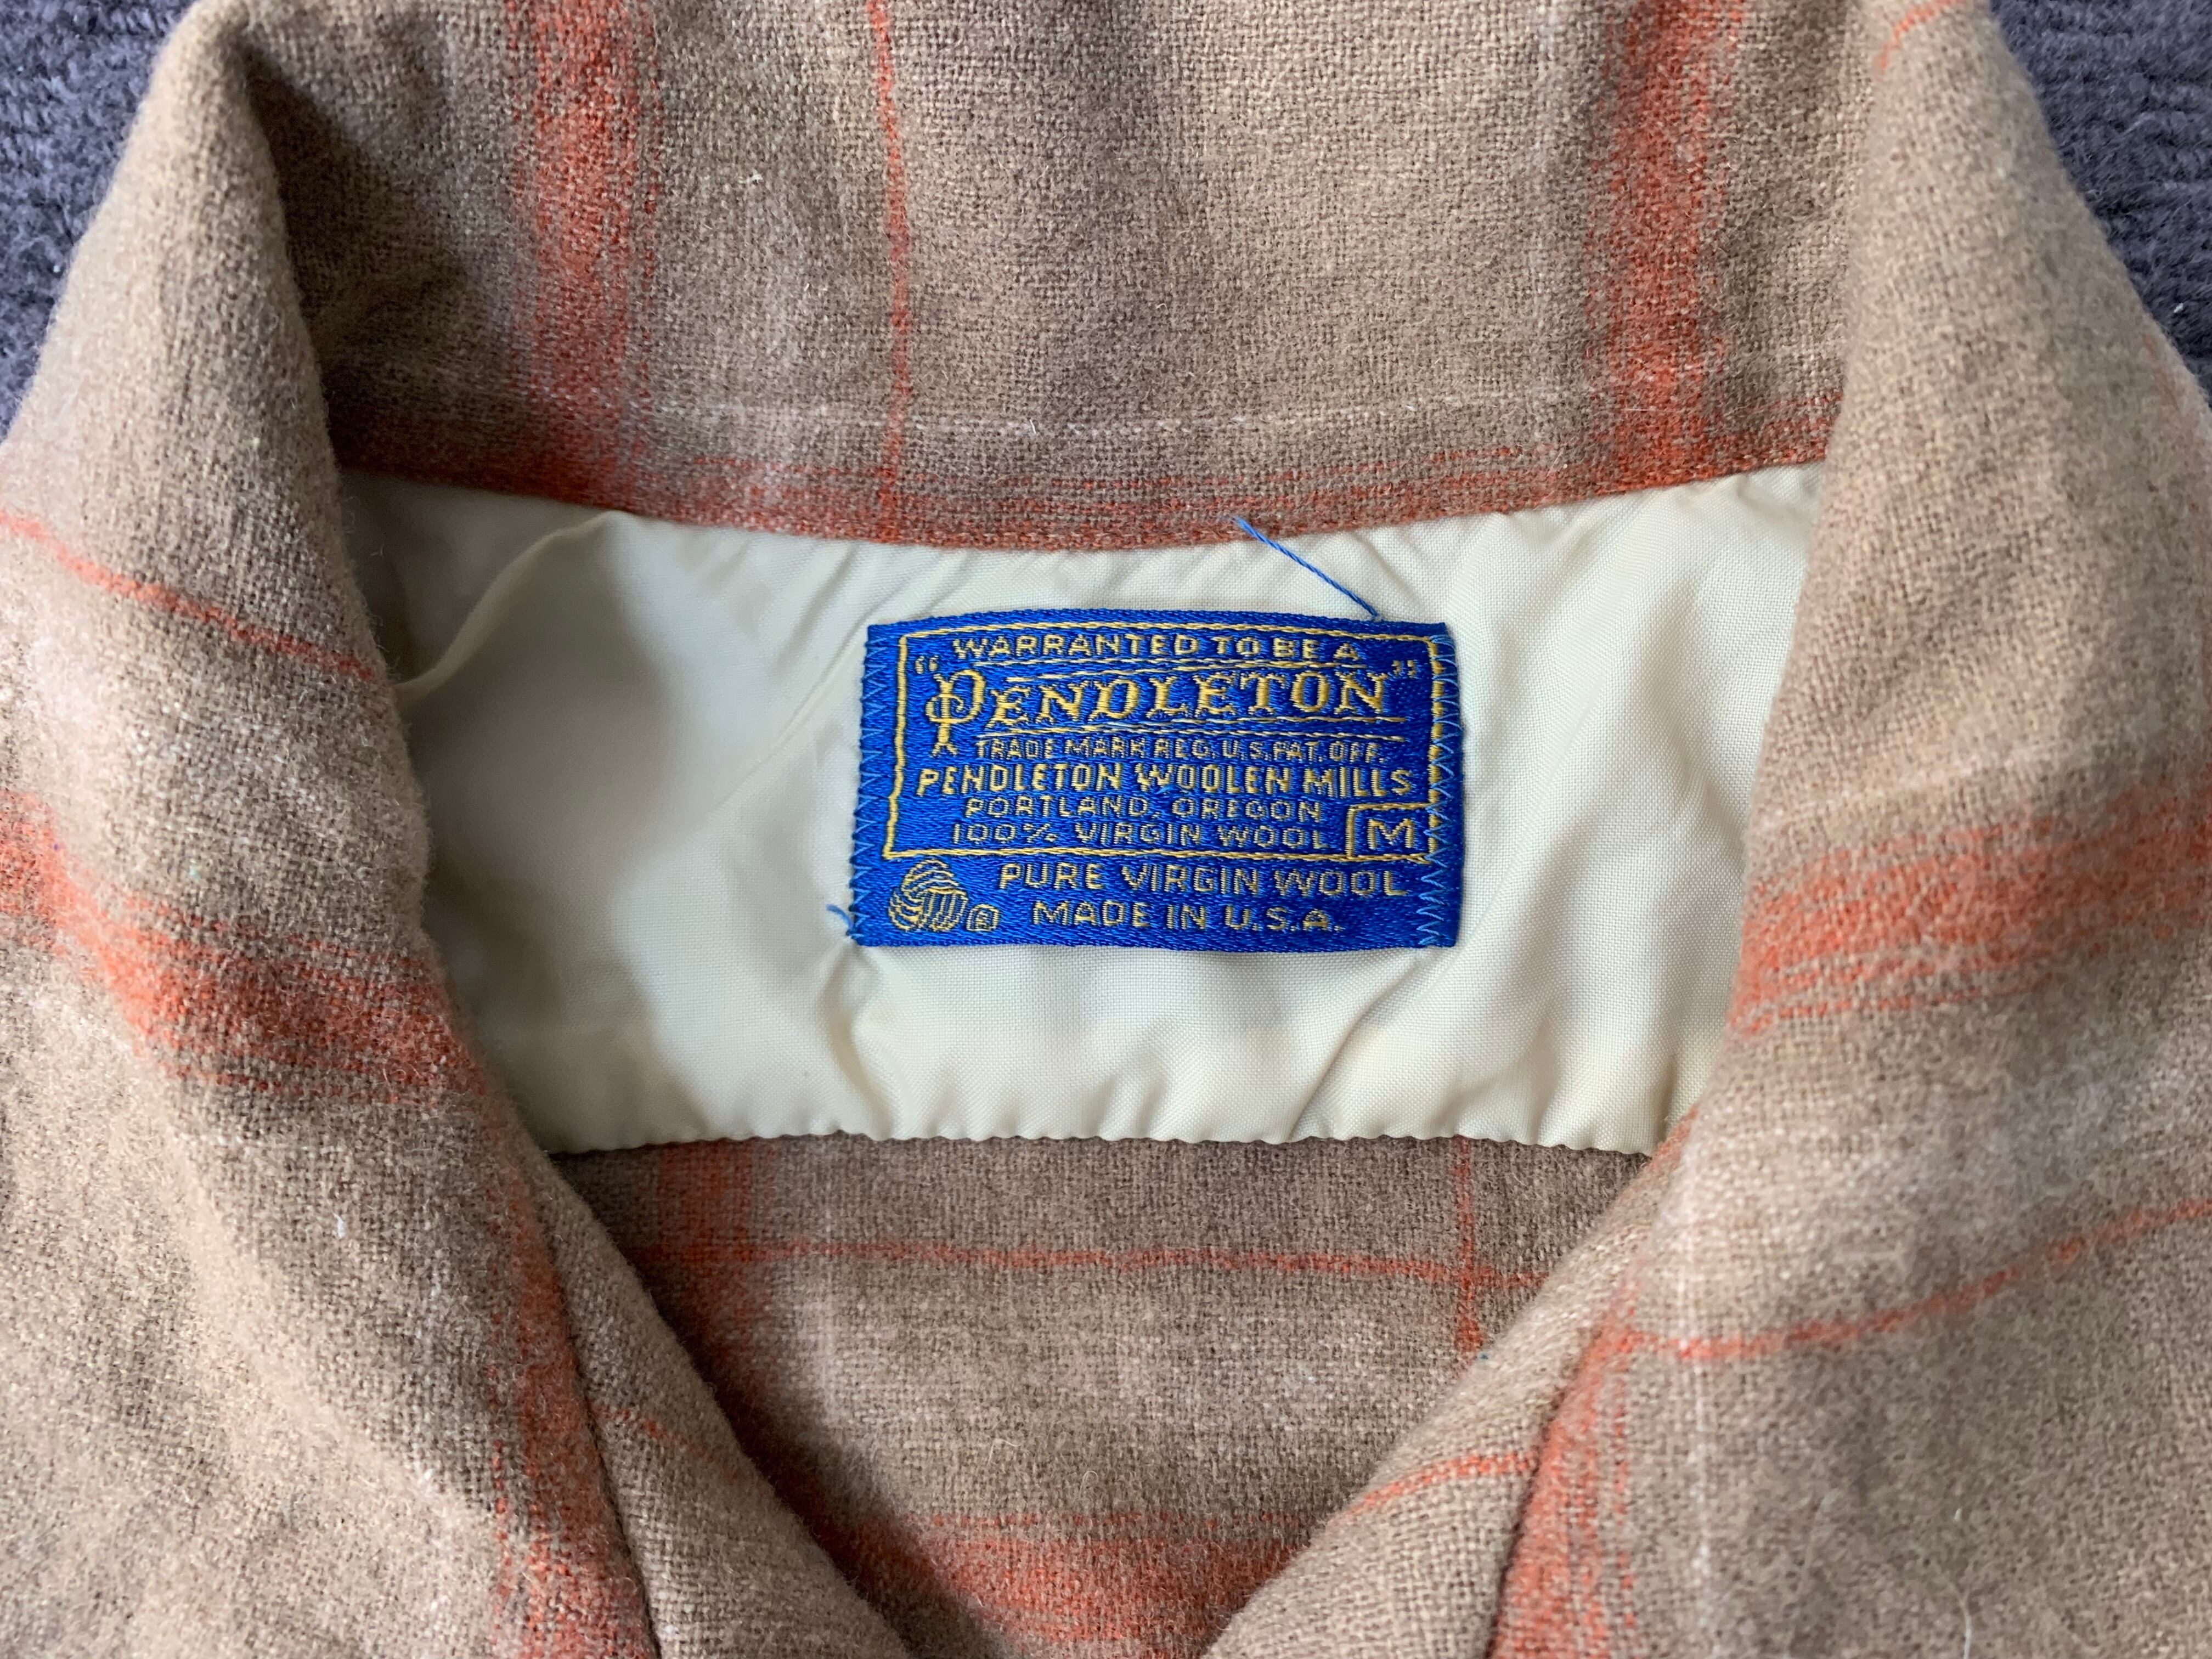 WARRANTED TO BE A
"PENDLETON"
TRADE MARK REG. U.S. PAT. OFF.
PENDLETON WOOLEN MILLS
PORTLAND, OREGON
100% VIRGIN WOOL M
PURE VIRGIN WOOL
R MADE IN U.S.A.